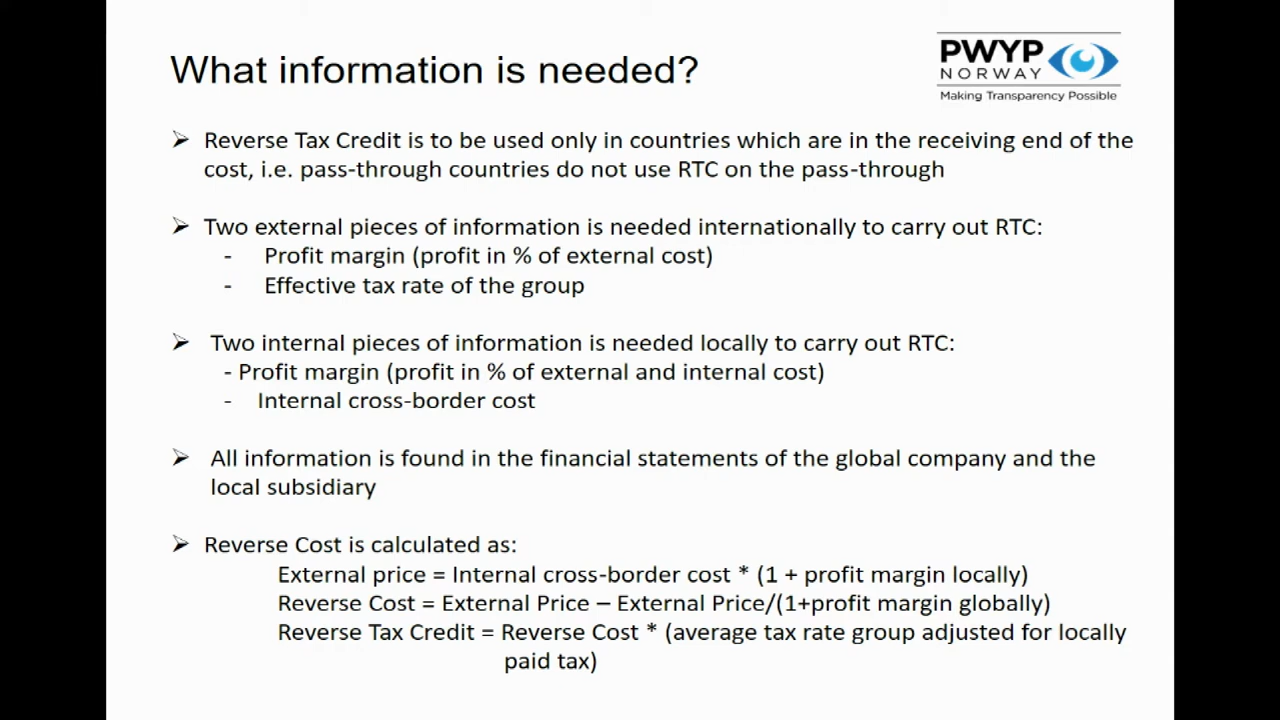 What information is needed?
PWYP
NORWAY
Making Transparency Possible
➢ Reverse Tax Credit is to be used only in countries which are in the receiving end of the
cost, i.e. pass-through countries do not use RTC on the pass-through
➢ Two external pieces of information is needed internationally to carry out RTC:
- Profit margin (profit in % of external cost)
- Effective tax rate of the group
➢ Two internal pieces of information is needed locally to carry out RTC:
- Profit margin (profit in % of external and internal cost)
- Internal cross-border cost
➢ All information is found in the financial statements of the global company and the
local subsidiary
➢ Reverse Cost is calculated as:
External price = Internal cross-border cost * (1 + profit margin locally)
Reverse Cost = External Price – External Price/(1+profit margin globally)
Reverse Tax Credit = Reverse Cost * (average tax rate group adjusted for locally
paid tax)